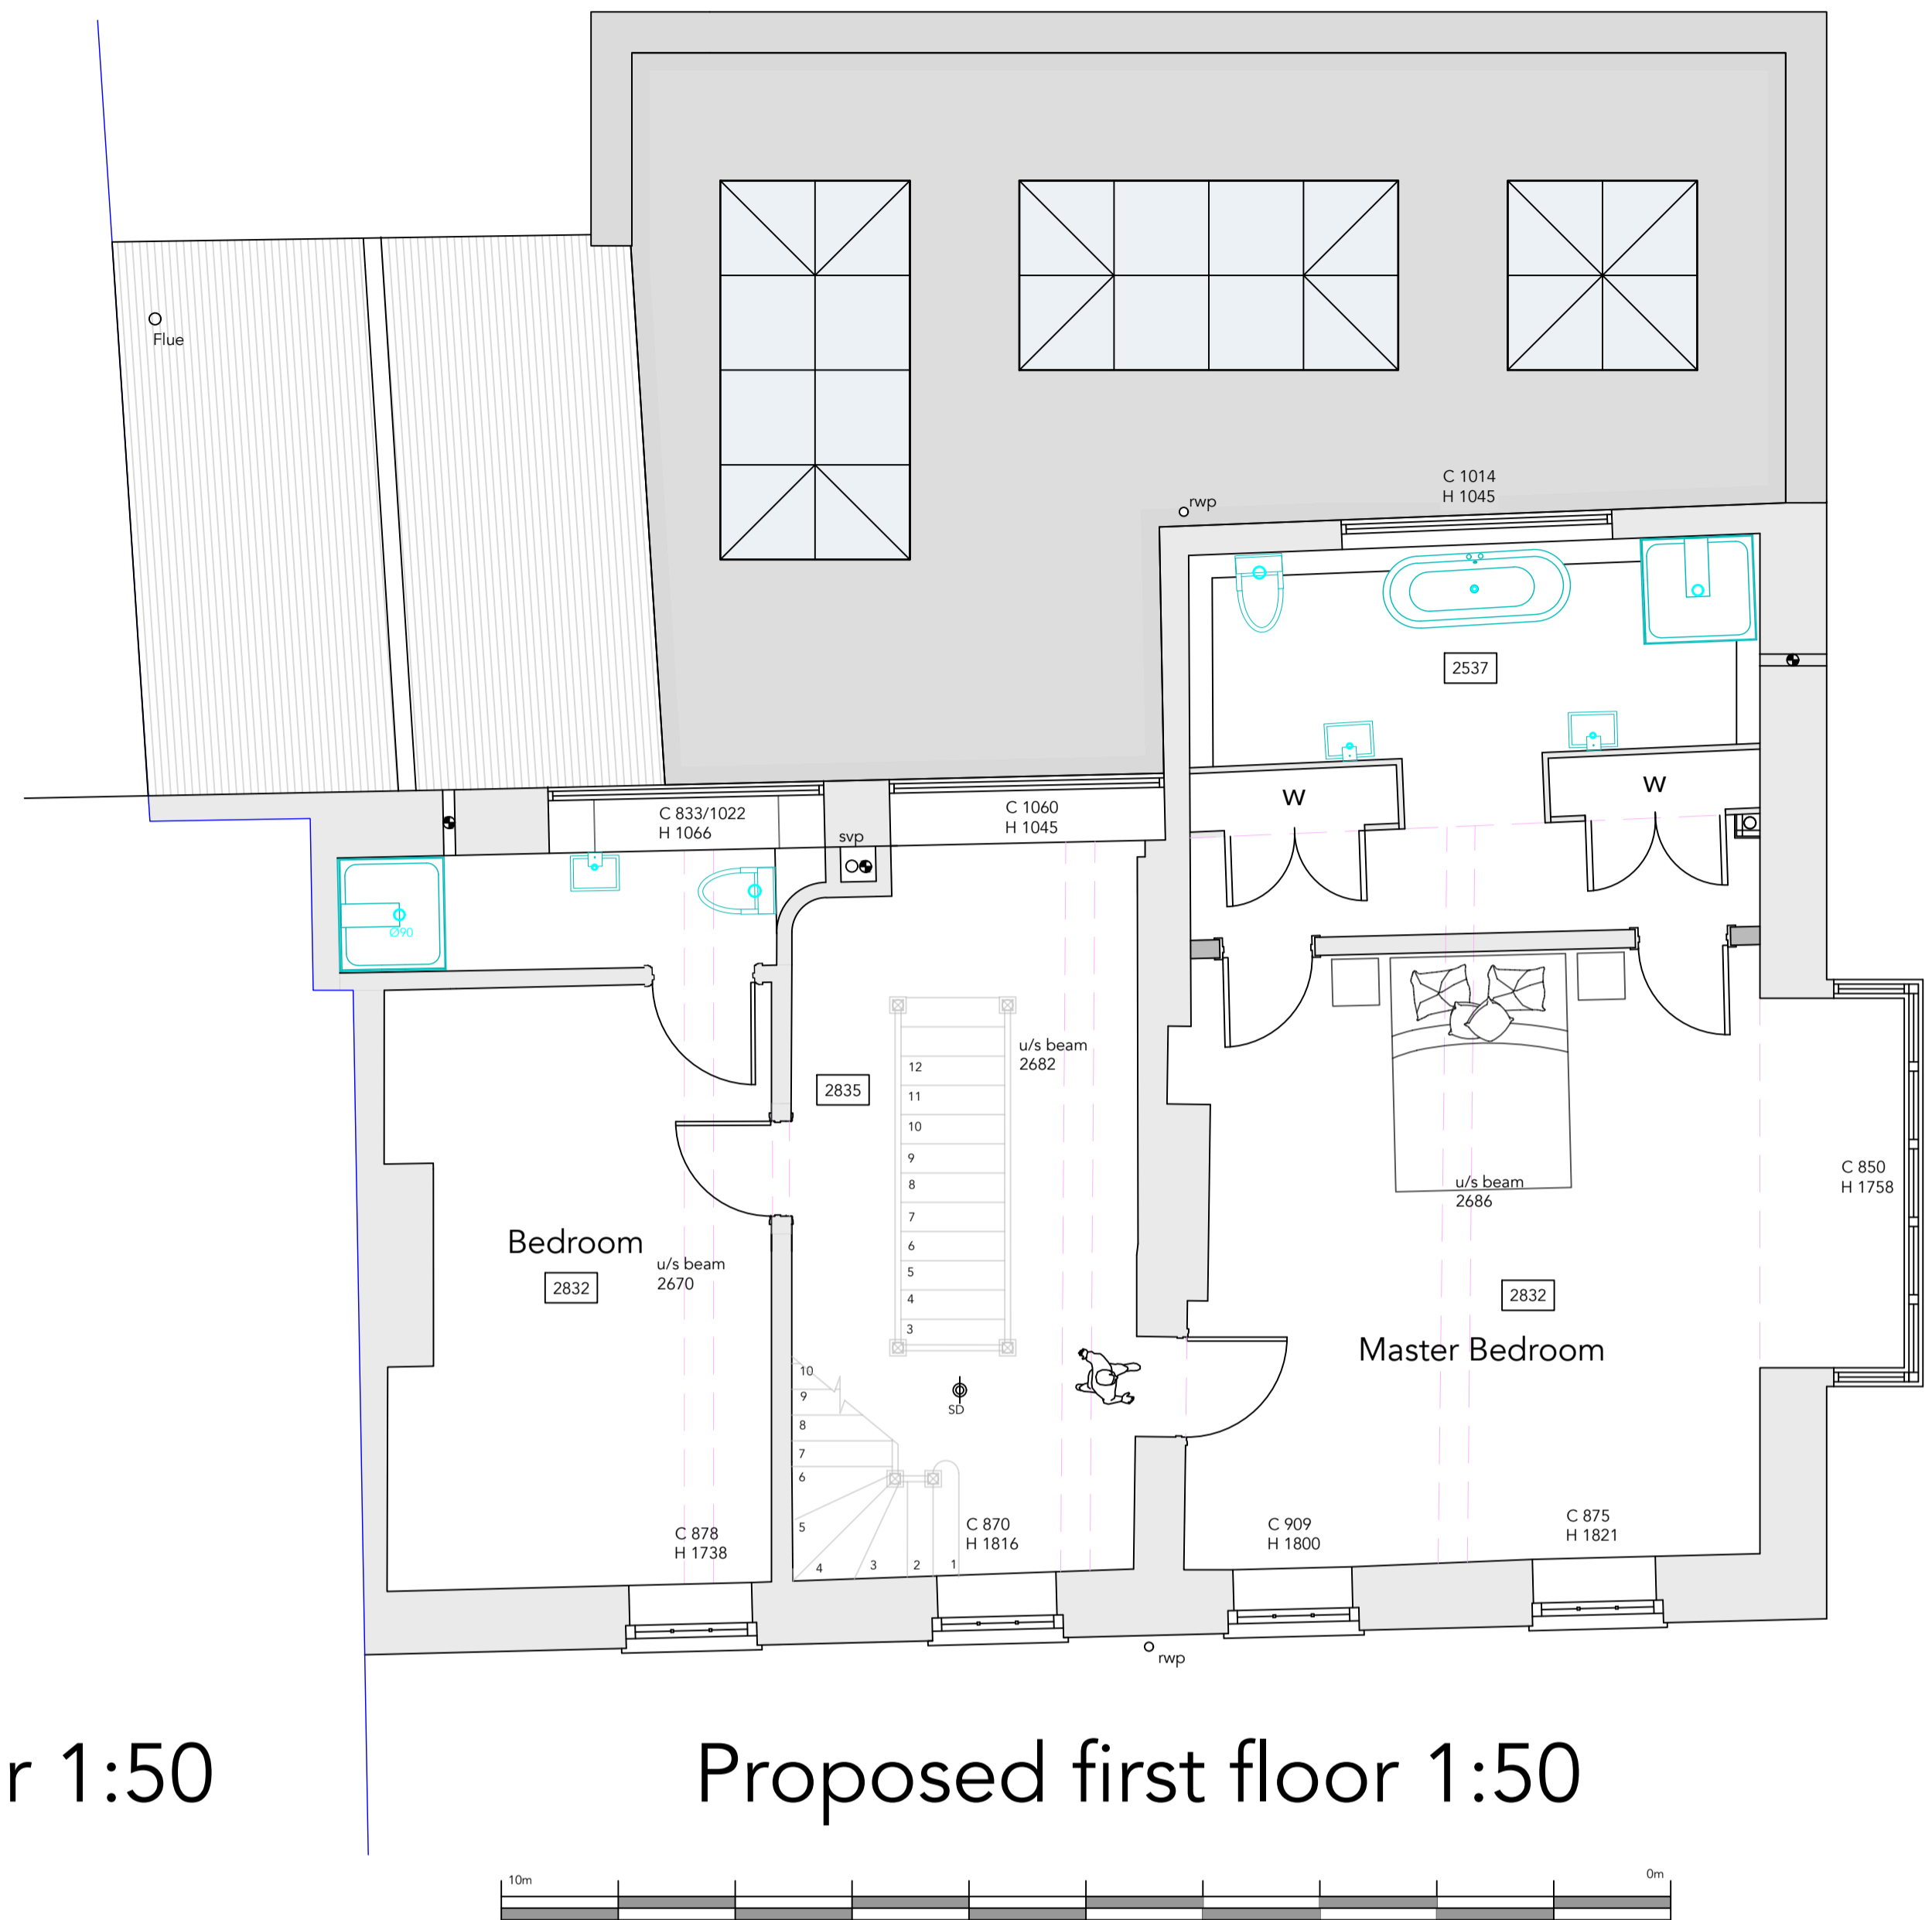 Flue
C 1014
H 1045
rwp
2537
W
W
C 833/1022
H 1066
C 1060
H 1045
svp
Ø90
u/s beam
2682
12
11
10
9
8
7
6
5
4
3
2835
C 850
H 1758
u/s beam
2686
Bedroom
u/s beam
2670
2832
2832
Master Bedroom
10
9
8
7
6
5
4
3
2
1
SD
C 878
H 1738
C 870
H 1816
C 909
H 1800
C 875
H 1821
rwp
r 1:50
Proposed first floor 1:50
10m
0m